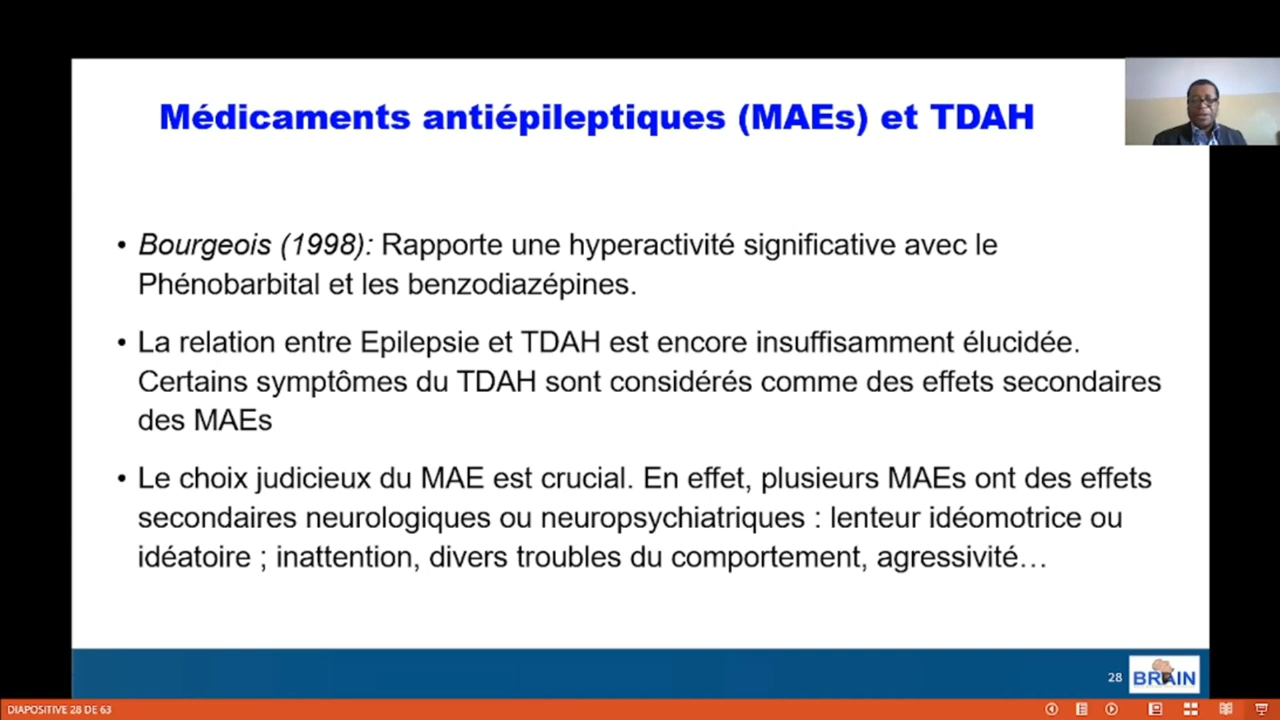 Médicaments antiépileptiques (MAEs) et TDAH
• Bourgeois (1998): Rapporte une hyperactivité significative avec le
Phénobarbital et les benzodiazépines.
• La relation entre Epilepsie et TDAH est encore insuffisamment élucidée.
Certains symptômes du TDAH sont considérés comme des effets secondaires
des MAEs
• Le choix judicieux du MAE est crucial. En effet, plusieurs MAEs ont des effets
secondaires neurologiques ou neuropsychiatriques : lenteur idéomotrice ou
idéatoire ; inattention, divers troubles du comportement, agressivité…
28
BRAIN
DIAPOSITIVE 28 DE 63